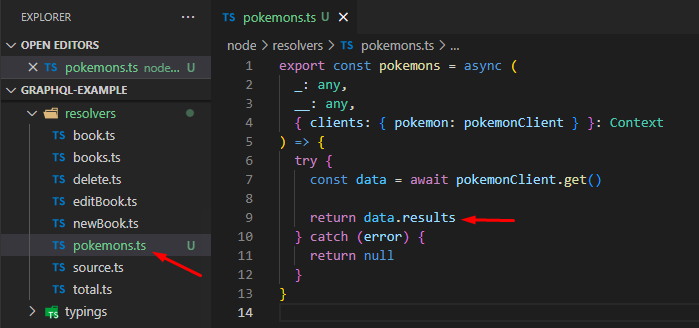 EXPLORER
OPEN EDITORS
TS pokemons.ts node... U
GRAPHQL-EXAMPLE
resolvers
TS book.ts
TS books.ts
TS delete.ts
TS editBook.ts
TS newBook.ts
TS pokemons.ts U
TS source.ts
TS total.ts
typings
TS pokemons.ts U
node > resolvers > TS pokemons.ts > ...
1 export const pokemons = async (
2 _: any,
3 __: any,
4 { clients: { pokemon: pokemonClient } }: Context
5 ) => {
6 try {
7 const data = await pokemonClient.get()
8
9 return data.results
10 } catch (error) {
11 return null
12 }
13 }
14